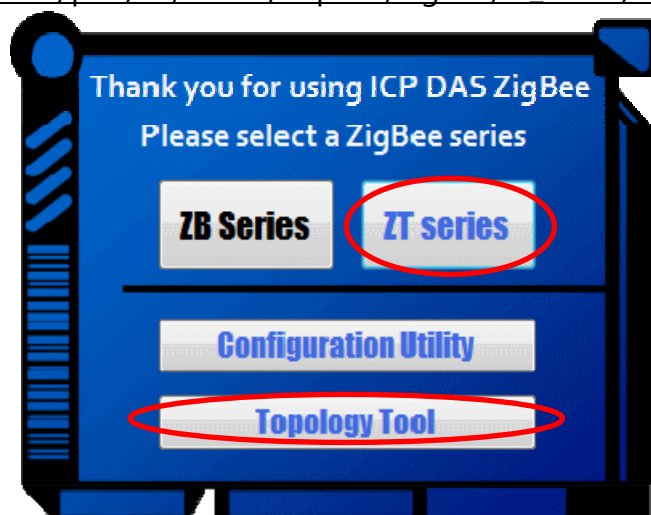 Thank you for using ICP DAS ZigBee
Please select a ZigBee series
ZB Series
ZT series
Configuration Utility
Topology Tool